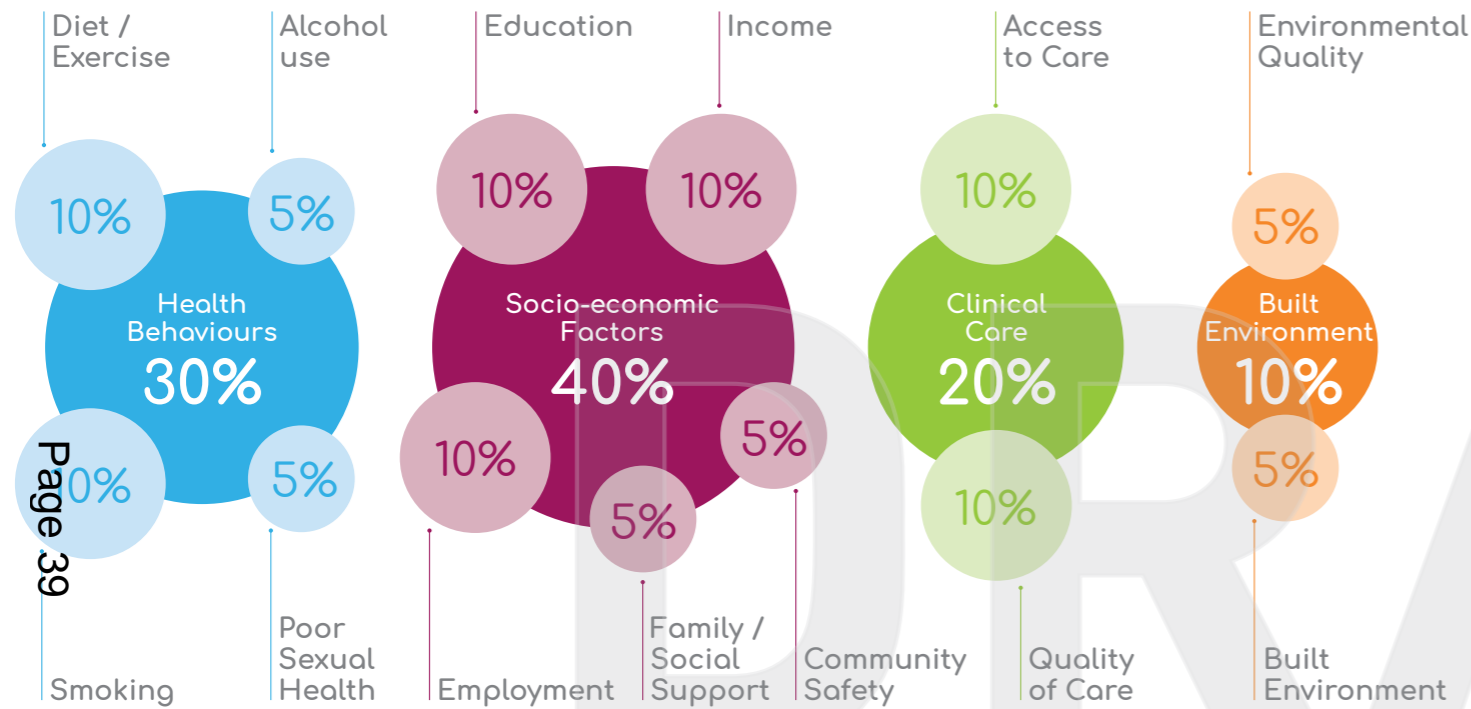 Diet /
Exercise
Alcohol
use
Education
Income
Access
to Care
Environmental
Quality
10%
5%
10%
10%
10%
5%
Health
Behaviours
30%
Socio-economic
Factors
40%
Clinical
Care
20%
Built
Environment
10%
10%
5%
10%
5%
5%
10%
5%
Page 39
Smoking
Poor
Sexual
Health
Employment
Family /
Social
Support
Community
Safety
Quality
of Care
Built
Environment